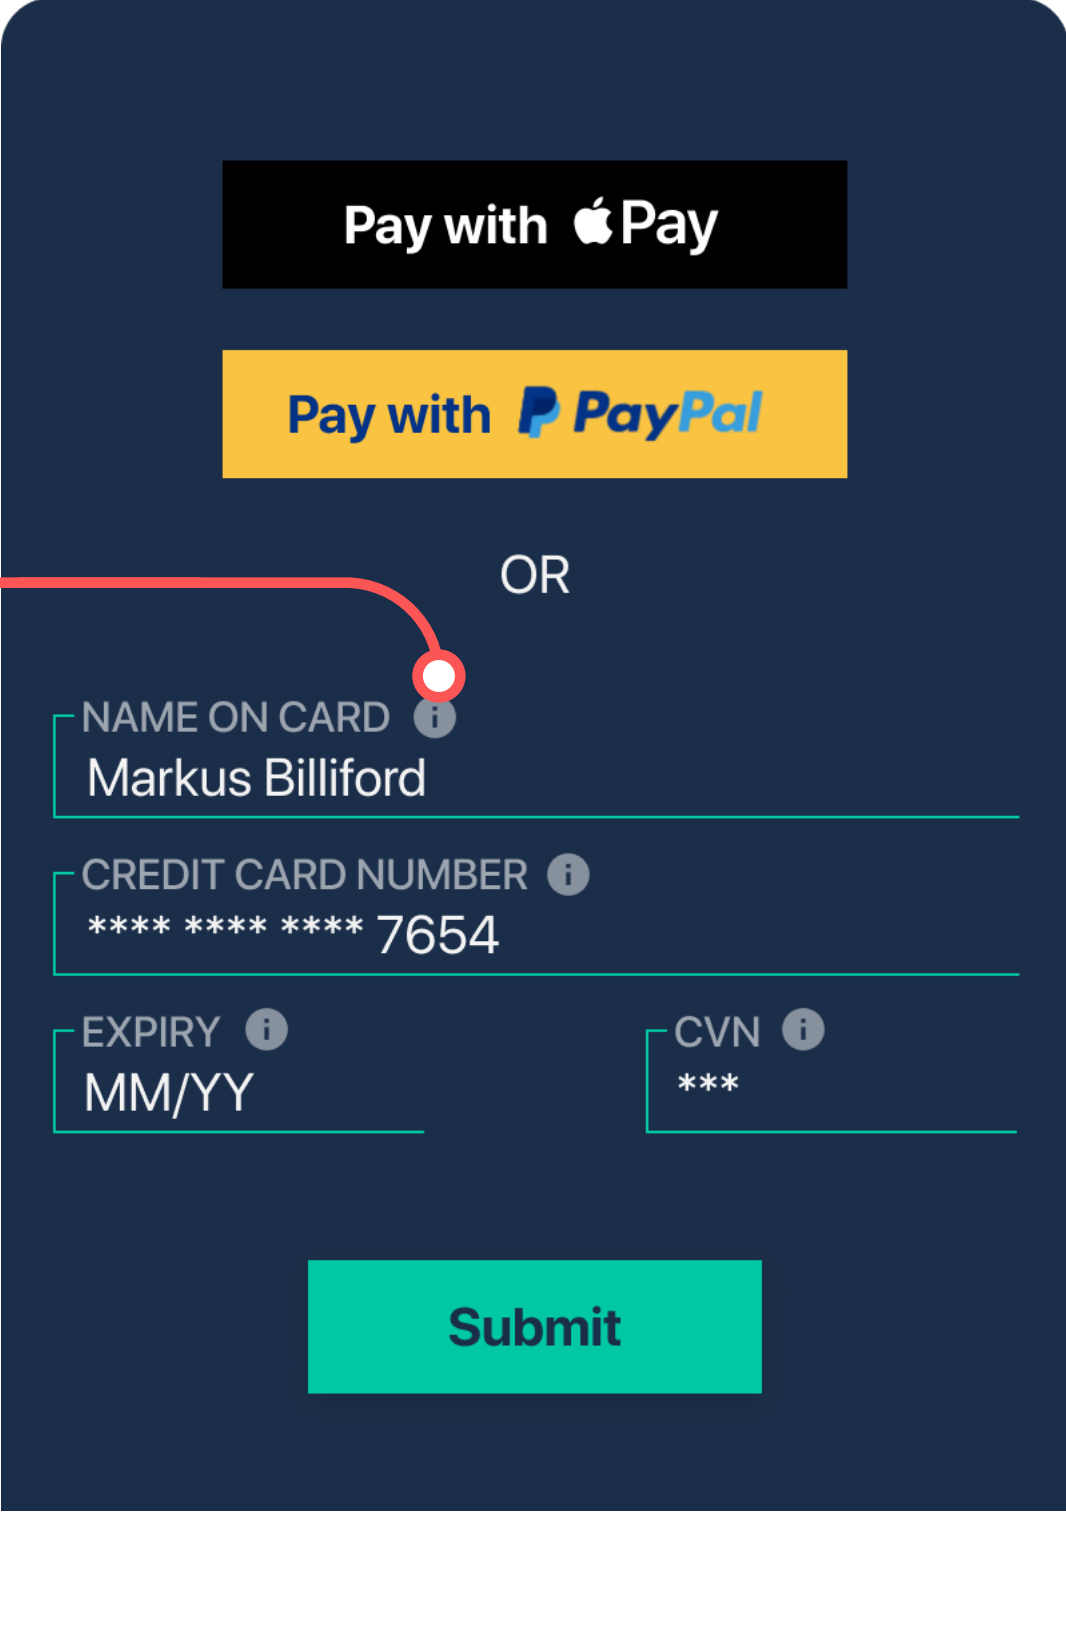 Pay with Pay
Pay with PayPal
OR
NAME ON CARD i
Markus Billiford
CREDIT CARD NUMBER i
**** **** **** 7654
EXPIRY i
MM/YY
CVN i
***
Submit